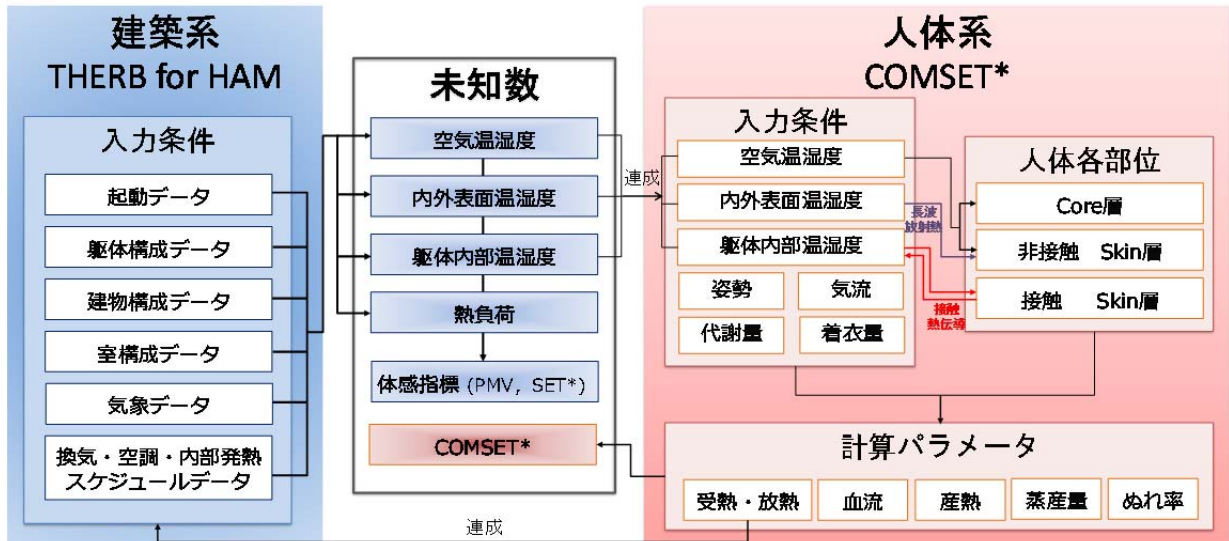 建築系
THERB for HAM
入力条件
起動データ
躯体構成データ
建物構成データ
室構成データ
気象データ
換気・空調・内部発熱
スケジュールデータ
未知数
空気温湿度
内外表面温湿度
躯体内部温湿度
熱負荷
体感指標 (PMV, SET*)
COMSET*
連成
人体系
COMSET*
入力条件
空気温湿度
内外表面温湿度
躯体内部温湿度
姿勢
気流
代謝量
着衣量
長波
放射熱
接触
熱伝導
人体各部位
Core層
非接触 Skin層
接触 Skin層
計算パラメータ
受熱・放熱
血流
産熱
蒸産量
ぬれ率
連成